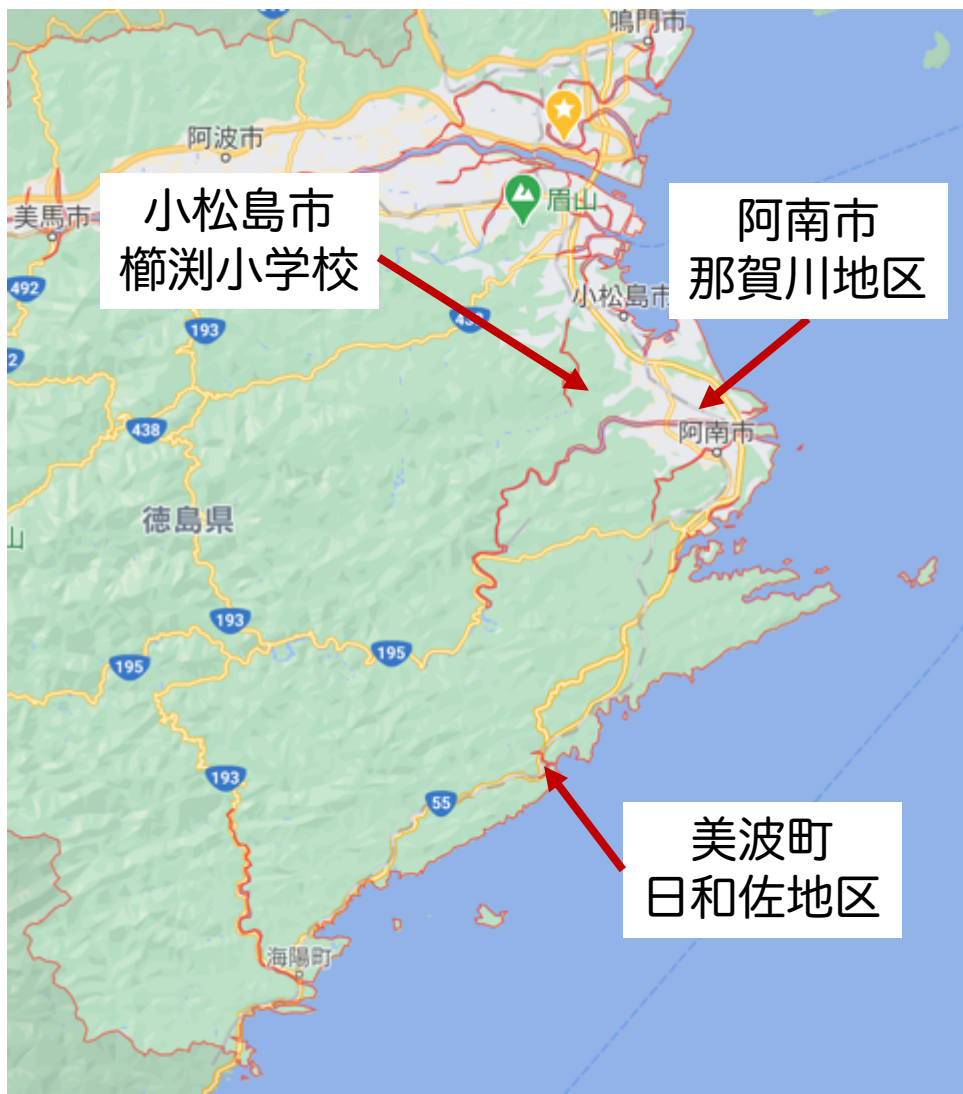 鳴門市
阿波市
美馬市
眉山
小松島市
櫛渕小学校
阿南市
那賀川地区
492
小松島市
193
438
438
阿南市
徳島県
山
193
195
195
193
55
美波町
日和佐地区
海陽町